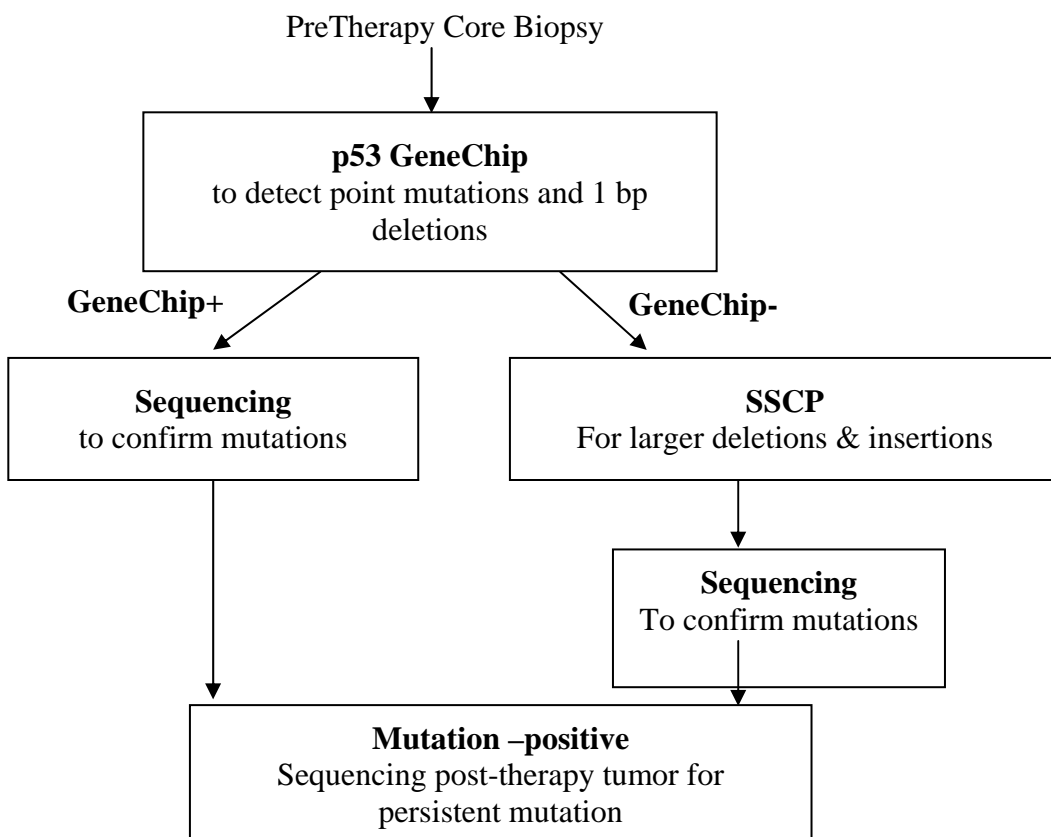 PreTherapy Core Biopsy
p53 GeneChip
to detect point mutations and 1 bp
deletions
GeneChip+
GeneChip-
Sequencing
to confirm mutations
SSCP
For larger deletions & insertions
Sequencing
To confirm mutations
Mutation –positive
Sequencing post-therapy tumor for
persistent mutation